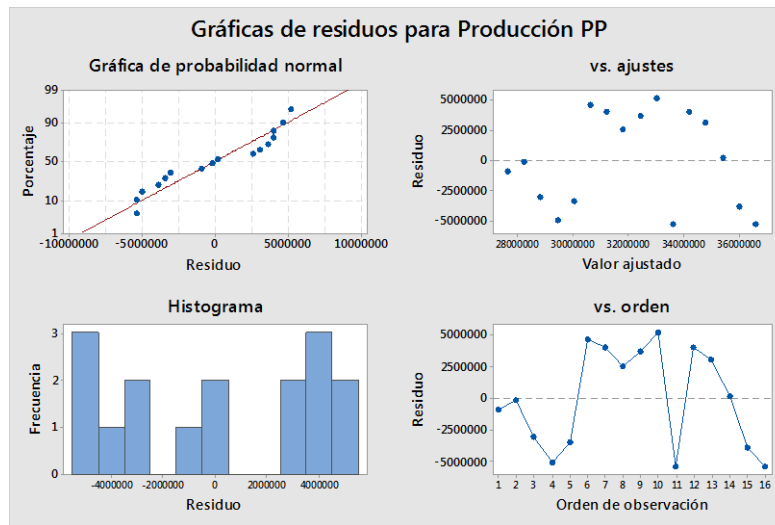 Gráficas de residuos para Producción PP
Gráfica de probabilidad normal
99
90
50
10
1
Porcentaje
-10000000 -5000000 0 5000000 10000000
Residuo
vs. ajustes
5000000
2500000
0
-2500000
-5000000
Residuo
28000000 30000000 32000000 34000000 36000000
Valor ajustado
Histograma
3
2
1
0
Frecuencia
-4000000 -2000000 0 2000000 4000000
Residuo
vs. orden
5000000
2500000
0
-2500000
-5000000
Residuo
1 2 3 4 5 6 7 8 9 10 11 12 13 14 15 16
Orden de observación